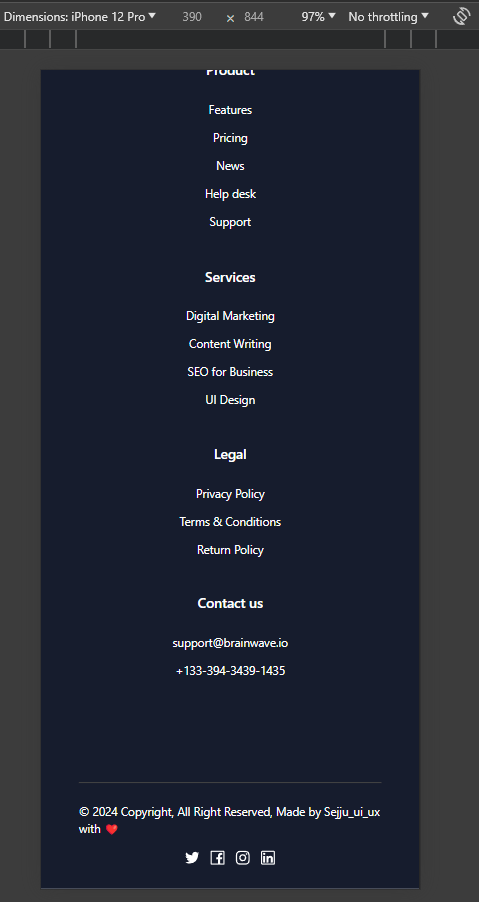 Dimensions: iPhone 12 Pro ▼ 390 × 844 97% ▼ No throttling ▼
Product
Features
Pricing
News
Help desk
Support
Services
Digital Marketing
Content Writing
SEO for Business
UI Design
Legal
Privacy Policy
Terms & Conditions
Return Policy
Contact us
support@brainwave.io
+133-394-3439-1435
© 2024 Copyright, All Right Reserved, Made by Sejju_ui_ux
with ❤️